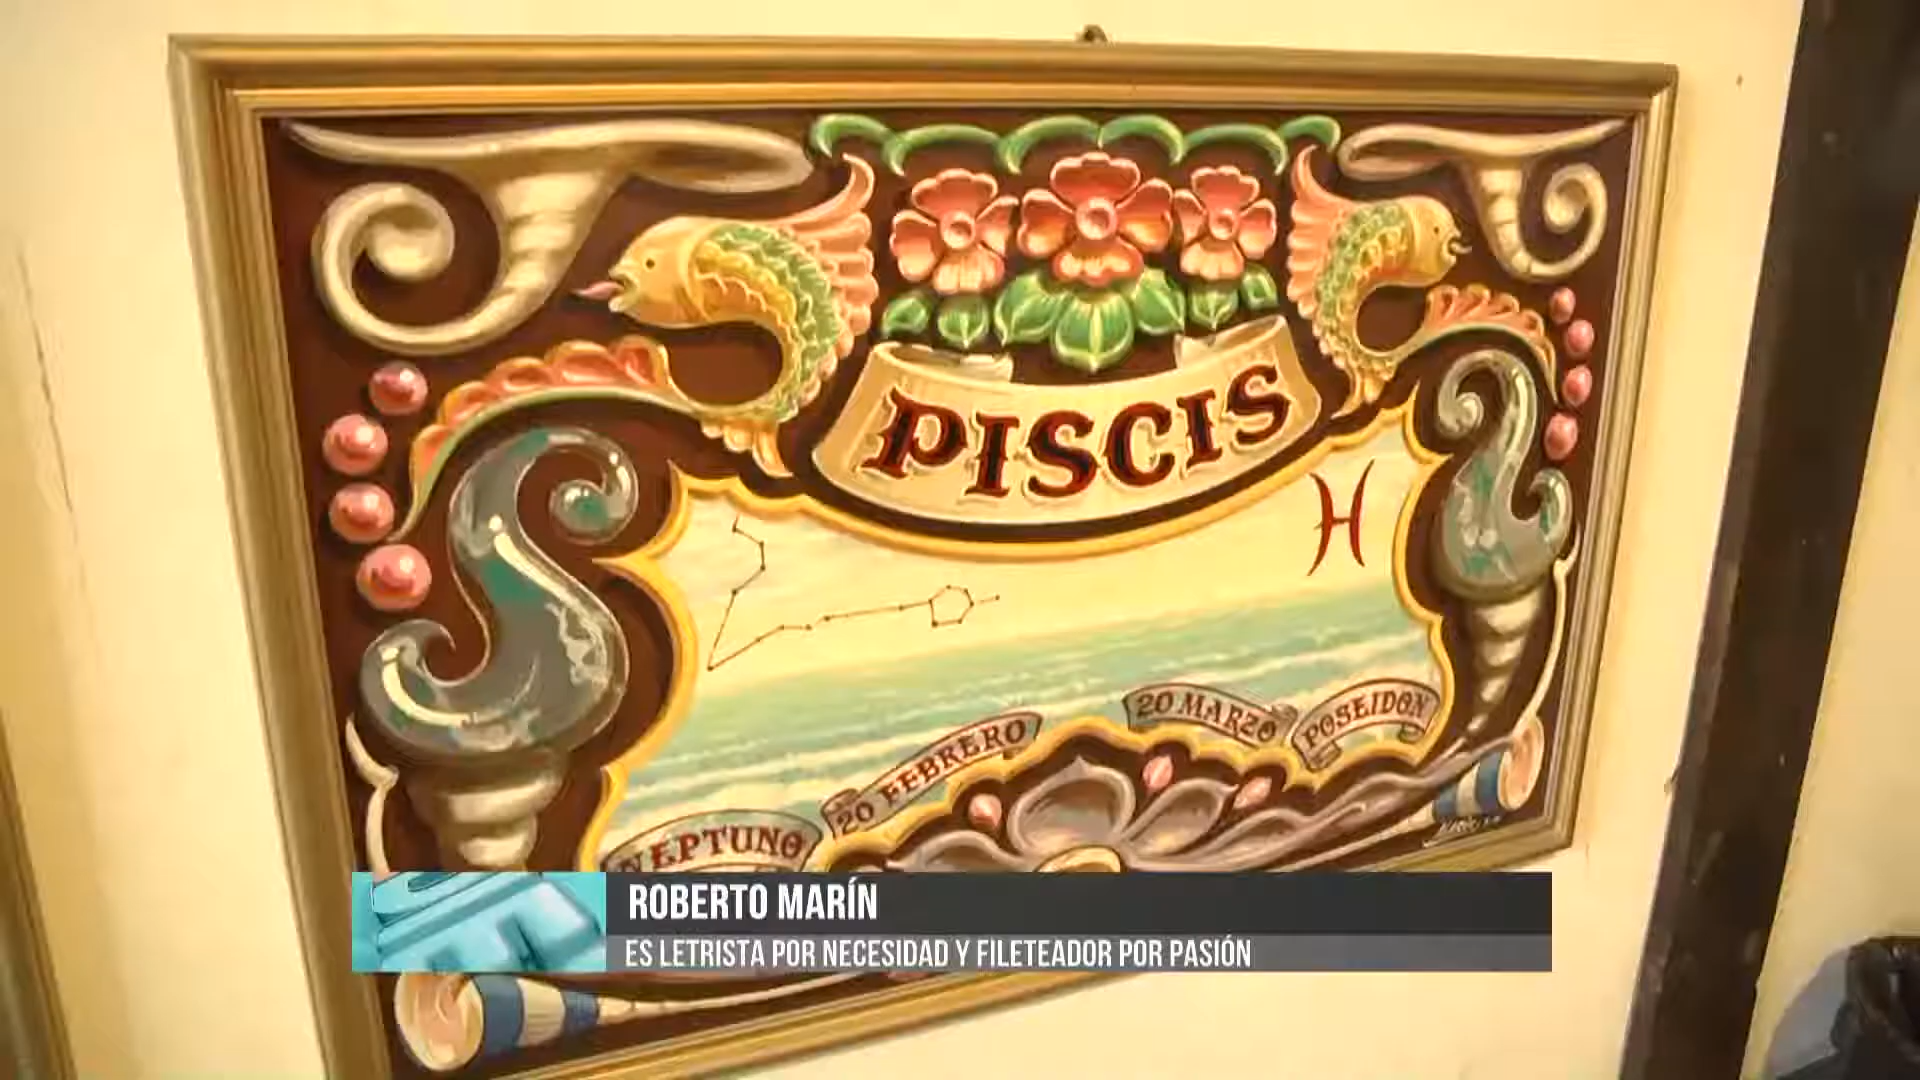 PISCIS
20 MARZO
POSEIDON
20 FEBRERO
NEPTUNO
ROBERTO MARÍN
ES LETRISTA POR NECESIDAD Y FILETEADOR POR PASIÓN